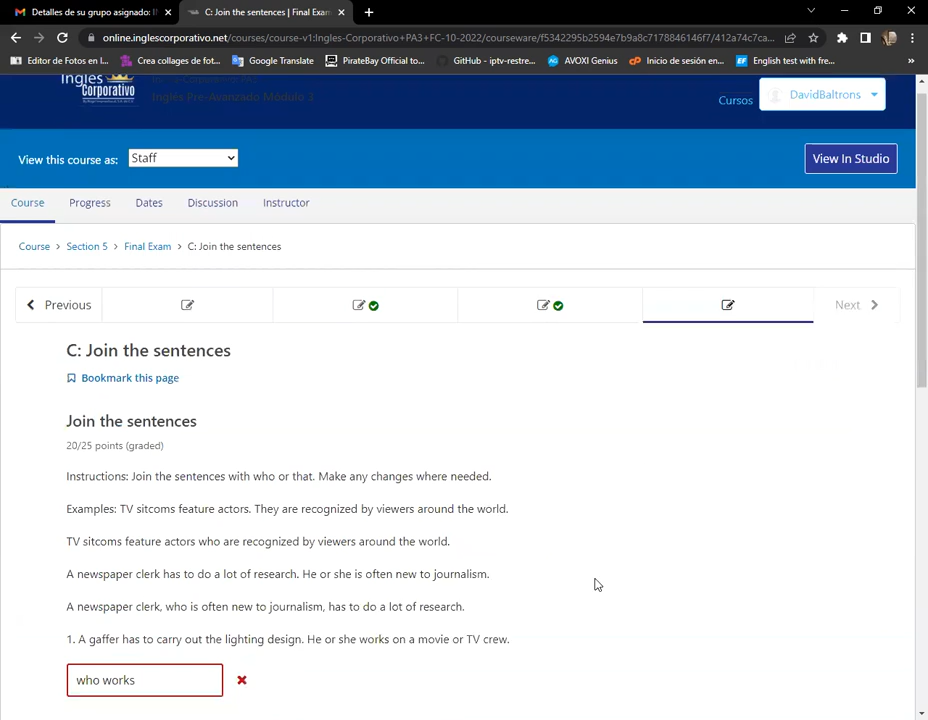 Detalles de su grupo asignado: II
C: Join the sentences | Final Exam
online.inglescorporativo.net/courses/course-v1:Ingles-Corporativo+PA3+FC-10-2022/courseware/f5342295b2594e7b9a8c7178846146f7/412a74c7ca...
Editor de Fotos en l...
Crea collages de fot...
Google Translate
PirateBay Official to...
GitHub - iptv-restre...
AVOXI Genius
Inicio de sesión en...
English test with fre...
»
Inglés
Corporativo
Inglés Pre-Avanzado Módulo 3
Cursos
DavidBaltrons
View this course as:
Staff
View In Studio
Course
Progress
Dates
Discussion
Instructor
Course > Section 5 > Final Exam > C: Join the sentences
Previous
Next
C: Join the sentences
Bookmark this page
Join the sentences
20/25 points (graded)
Instructions: Join the sentences with who or that. Make any changes where needed.
Examples: TV sitcoms feature actors. They are recognized by viewers around the world.
TV sitcoms feature actors who are recognized by viewers around the world.
A newspaper clerk has to do a lot of research. He or she is often new to journalism.
A newspaper clerk, who is often new to journalism, has to do a lot of research.
1. A gaffer has to carry out the lighting design. He or she works on a movie or TV crew.
who works